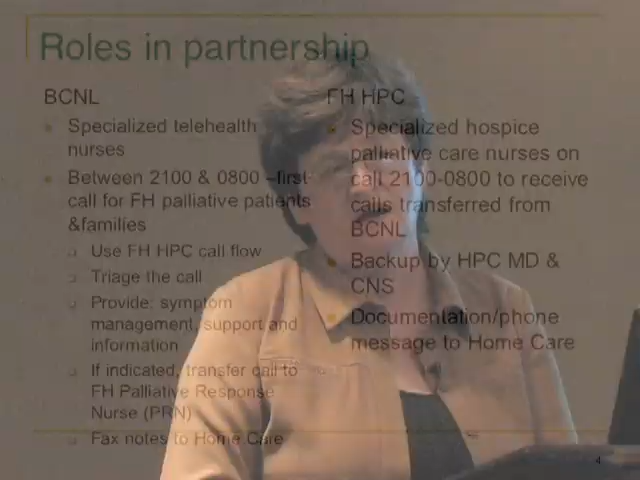 Roles in partnership
BCNL
Specialized telehealth
nurses
Between 2100 & 0800 –first
call for FH palliative patients
&families
Use FH HPC call flow
Triage the call
Provide: symptom
management, support and
information
If indicated, transfer call to
FH Palliative Response
Nurse (PRN)
Fax notes to Home Care
FH HPC
Specialized hospice
palliative care nurses on
call 2100-0800 to receive
calls transferred from
BCNL
Backup by HPC MD &
CNS
Documentation/phone
message to Home Care
4